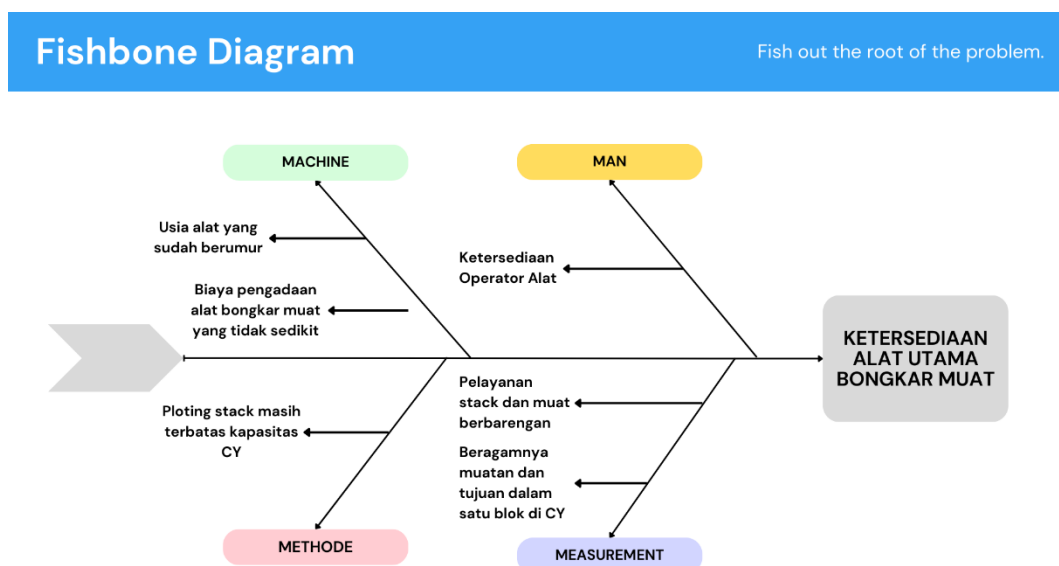 Fishbone Diagram
Fish out the root of the problem.
MACHINE
MAN
Usia alat yang
sudah berumur
Ketersediaan
Operator Alat
Biaya pengadaan
alat bongkar muat
yang tidak sedikit
KETERSEDIAAN
ALAT UTAMA
BONGKAR MUAT
Ploting stack masih
terbatas kapasitas
CY
Pelayanan
stack dan muat
berbarengan
Beragamnya
muatan dan
tujuan dalam
satu blok di CY
METHODE
MEASUREMENT